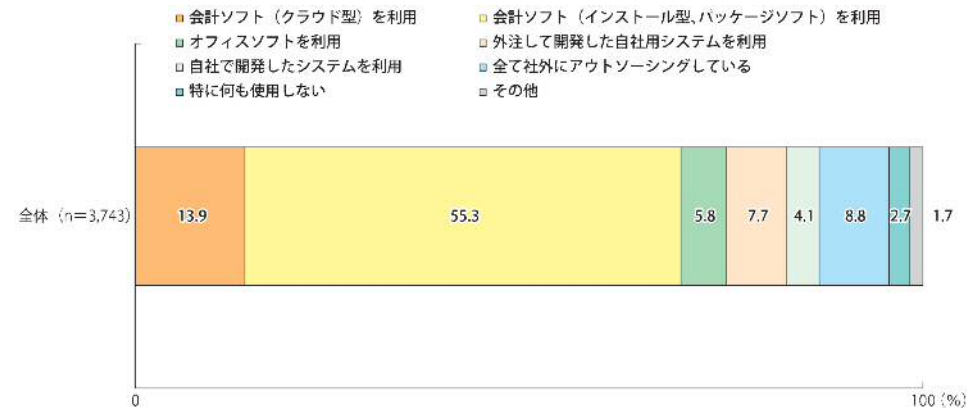 会計ソフト（クラウド型）を利用
会計ソフト（インストール型、パッケージソフト）を利用
オフィスソフトを利用
外注して開発した自社用システムを利用
自社で開発したシステムを利用
全て社外にアウトソーシングしている
特に何も使用しない
その他
全体（n＝3,743）
13.9
55.3
5.8
7.7
4.1
8.8
2.7
1.7
0
100（％）